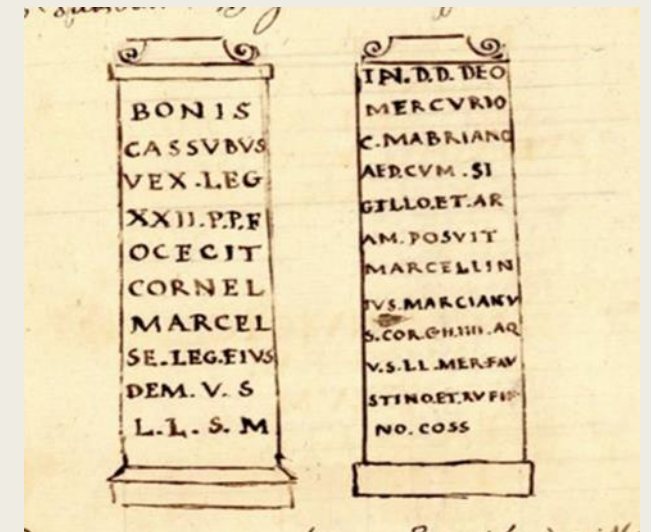 BONIS
CASSVBVS
VEX.LEG
XXII.P.P.F
OCECIT
CORNEL
MARCEL
SE.LEG.EIVS
DEM.V.S
L.L.S.M
IN.D.D.DEO
MERCVRIO
C.MABRIANO
AED.CVM.SI
GILLO.ET.AR
AM.POSVIT
MARCELLIN
IVS.MARCIANV
S.COR.GH.IIII.AQ
V.S.LL.MER.FAV
STINO.ET.RVFI
NO.COSS